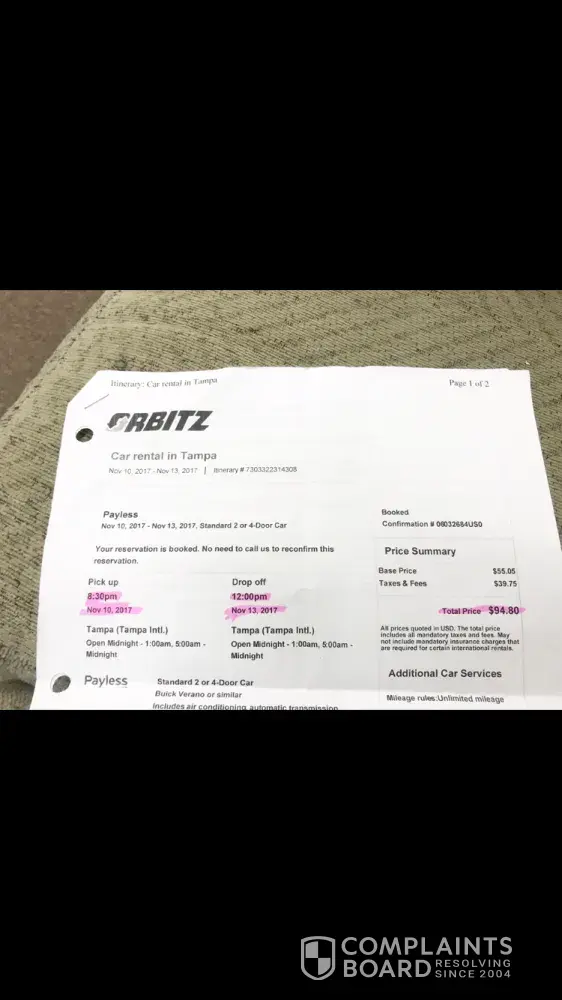 Itinerary: Car rental in Tampa
Page 1 of 2
ORBITZ
Car rental in Tampa
Nov 10, 2017 - Nov 13, 2017 | Itinerary # 7303322314308
Payless
Nov 10, 2017 - Nov 13, 2017, Standard 2 or 4-Door Car
Booked
Confirmation # 06032684US0
Your reservation is booked. No need to call us to reconfirm this
reservation.
Pick up
8:30pm
Nov 10, 2017
Tampa (Tampa Intl.)
Open Midnight - 1:00am, 5:00am -
Midnight
Drop off
12:00pm
Nov 13, 2017
Tampa (Tampa Intl.)
Open Midnight - 1:00am, 5:00am -
Midnight
Price Summary
Base Price $55.05
Taxes & Fees $39.75
Total Price $94.80
All prices quoted in USD. The total price
includes all mandatory taxes and fees. May
not include mandatory insurance charges that
are required for certain international rentals.
Additional Car Services
Mileage rules:Unlimited mileage
Payless
Standard 2 or 4-Door Car
Buick Verano or similar
Includes air conditioning, automatic transmission
COMPLAINTS
BOARD
RESOLVING
SINCE 2004